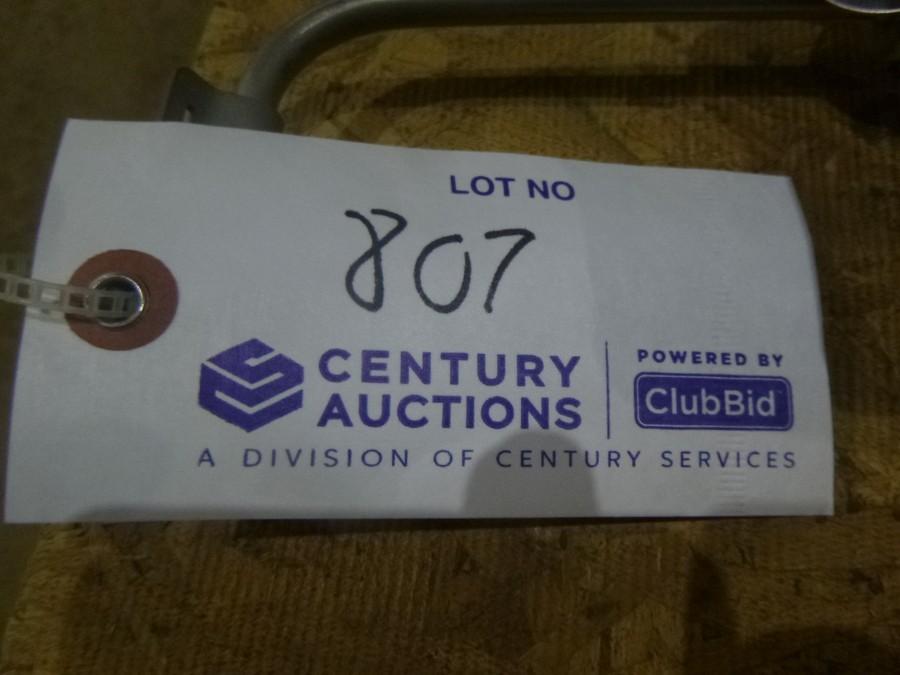 LOT NO
807
CENTURY
AUCTIONS
A DIVISION OF CENTURY SERVICES
POWERED BY
ClubBid